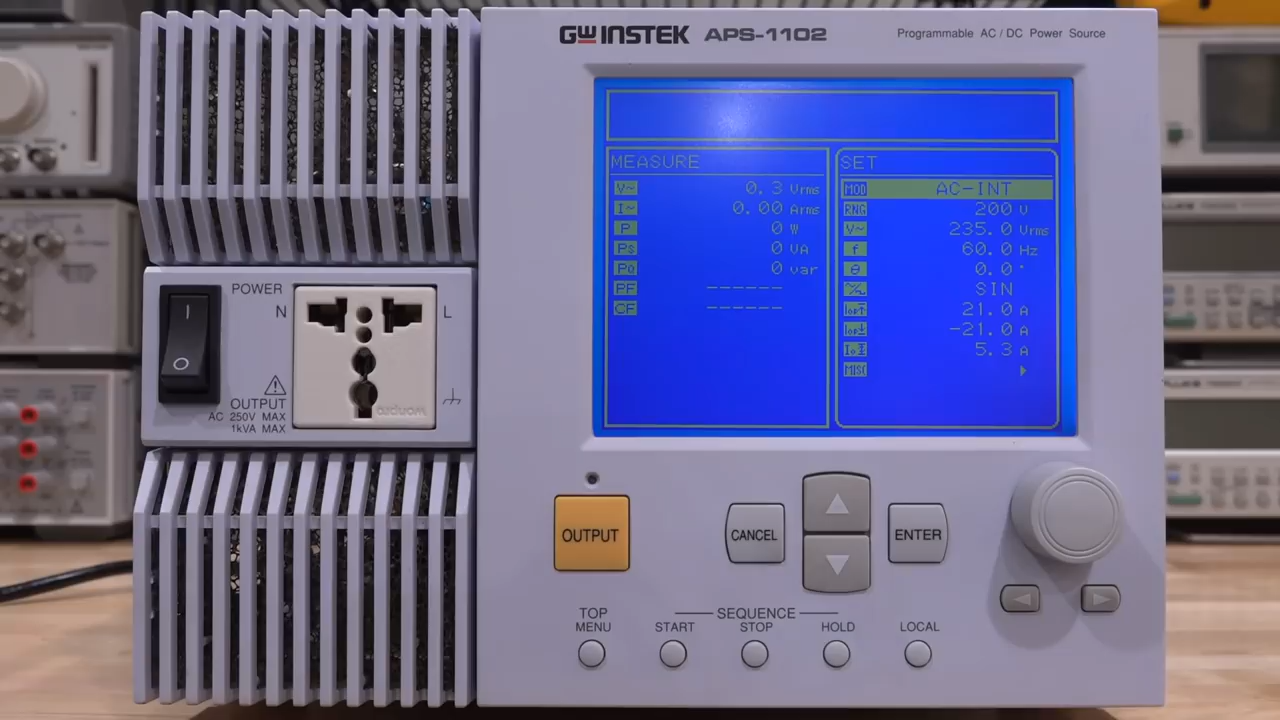 GWINSTEK APS-1102
Programmable AC / DC Power Source
MEASURE
V~ 0.3 Vrms
I~ 0.00 Arms
P 0 W
Ps 0 VA
PQ 0 var
PF ------
CF ------
SET
MOD AC-INT
RNG 200 V
V~ 235.0 Vrms
f 60.0 Hz
θ 0.0 °
SIN
21.0 A
-21.0 A
5.3 A
MISC
POWER
N
L
OUTPUT
AC 250V MAX
1kVA MAX
wonpro
OUTPUT
CANCEL
ENTER
TOP
MENU
SEQUENCE
START
STOP
HOLD
LOCAL